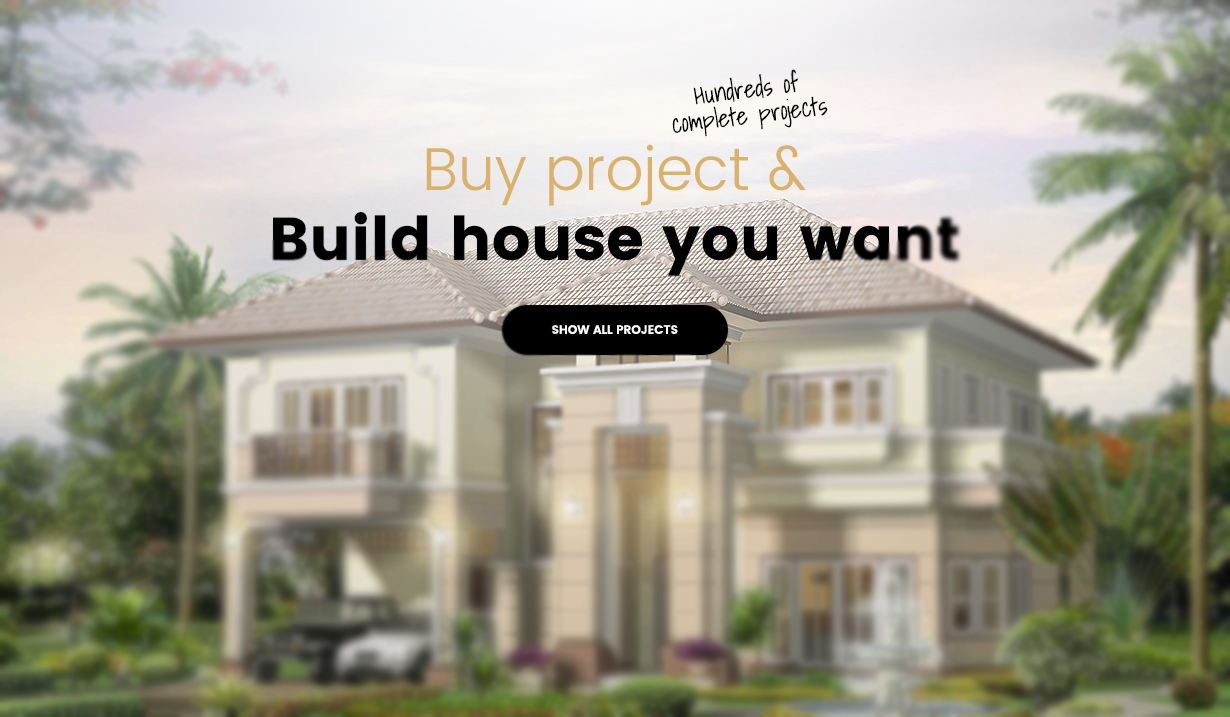 Hundreds of
complete projects
Buy project &
Build house you want
SHOW ALL PROJECTS